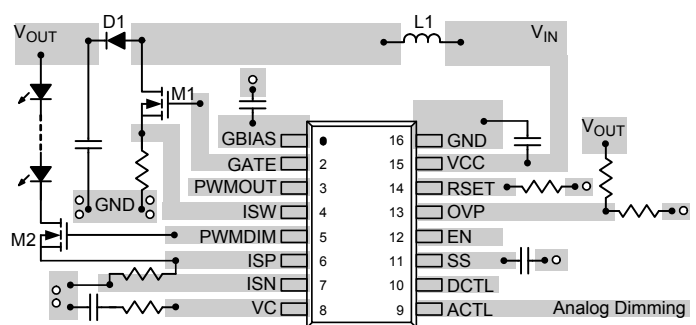 D1
L1
VOUT
VIN
M1
VOUT
GBIAS
16
GND
GATE
2
15
VCC
PWMOUT
3
14
RSET
GND
ISW
4
13
OVP
M2
PWMDIM
5
12
EN
ISP
6
11
SS
ISN
7
10
DCTL
VC
8
9
ACTL
Analog Dimming